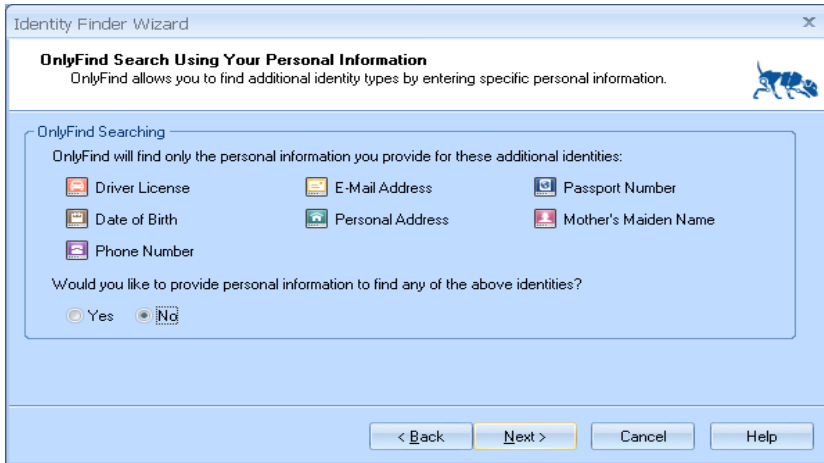 Identity Finder Wizard
OnlyFind Search Using Your Personal Information
OnlyFind allows you to find additional identity types by entering specific personal information.
OnlyFind Searching
OnlyFind will find only the personal information you provide for these additional identities:
Driver License E-Mail Address Passport Number
Date of Birth Personal Address Mother's Maiden Name
Phone Number
Would you like to provide personal information to find any of the above identities?
Yes No
< Back Next > Cancel Help